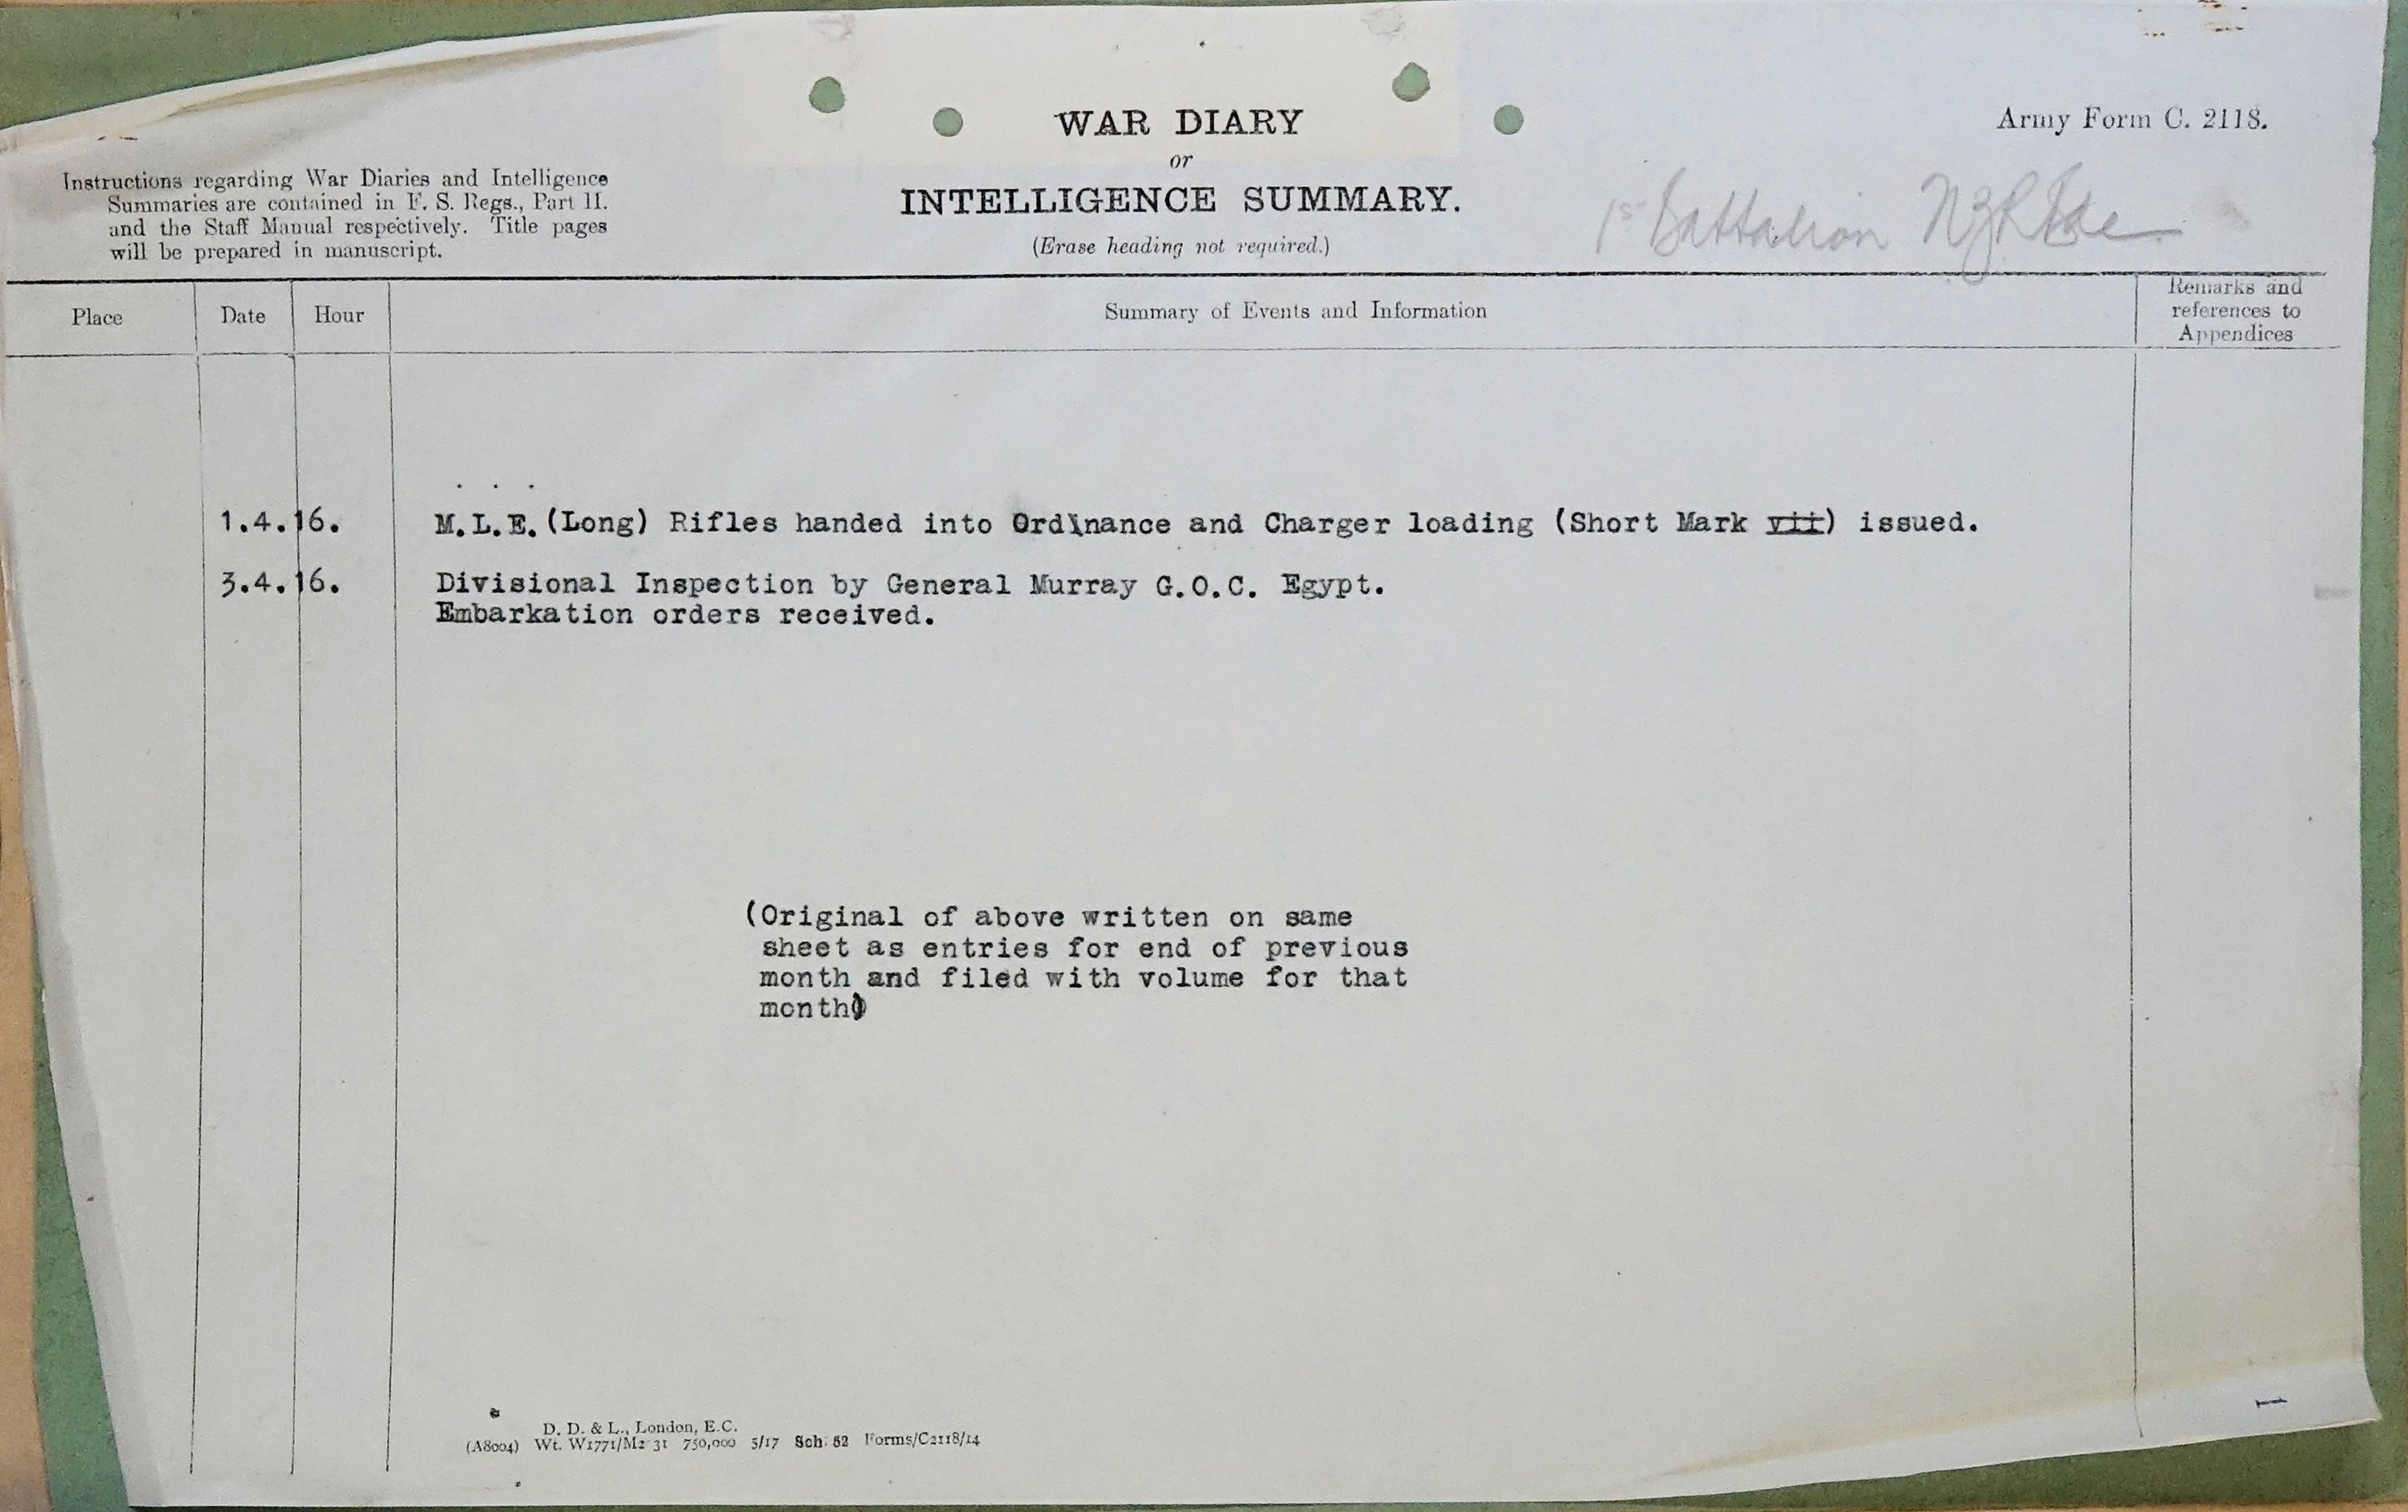 WAR DIARY
or
INTELLIGENCE SUMMARY.
(Erase heading not required.)
Army Form C. 2118.
Instructions regarding War Diaries and Intelligence
Summaries are contained in F. S. Regs., Part II.
and the Staff Manual respectively. Title pages
will be prepared in manuscript.
1st Battalion NZR Bde
Place
Date
Hour
Summary of Events and Information
Remarks and
references to
Appendices
1.4.16. M.L.E.(Long) Rifles handed into Ordinance and Charger loading (Short Mark vii) issued.
3.4.16. Divisional Inspection by General Murray G.O.C. Egypt.
Embarkation orders received.
(Original of above written on same
sheet as entries for end of previous
month and filed with volume for that
month)
D. D. & L., London, E.C.
(A8004) Wt. W1771/M2 31 750,000 5/17 Sch. 52 Forms/C2118/14